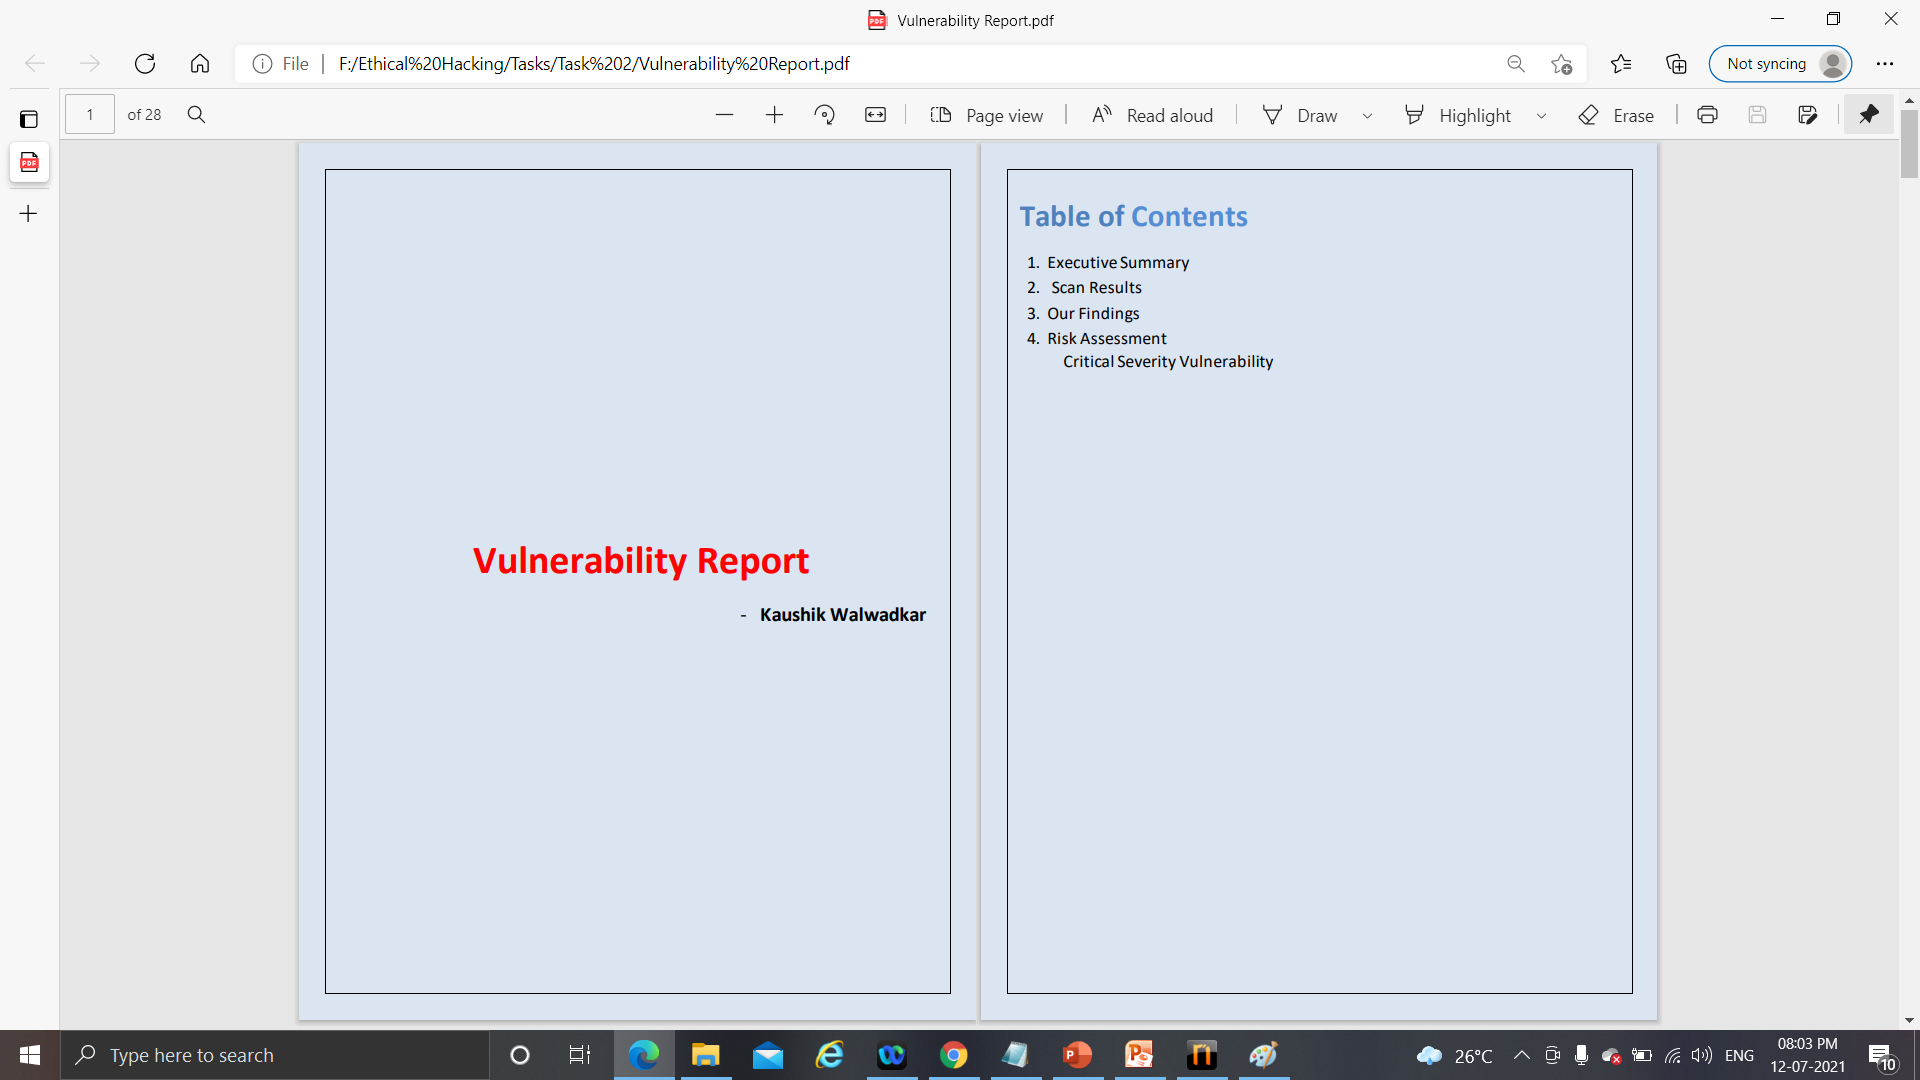 Vulnerability Report.pdf
File
F:/Ethical%20Hacking/Tasks/Task%202/Vulnerability%20Report.pdf
Not syncing
1 of 28
Page view
Read aloud
Draw
Highlight
Erase
Vulnerability Report
- Kaushik Walwadkar
Table of Contents
1. Executive Summary
2. Scan Results
3. Our Findings
4. Risk Assessment
Critical Severity Vulnerability
Type here to search
26°C
ENG
08:03 PM
12-07-2021
10